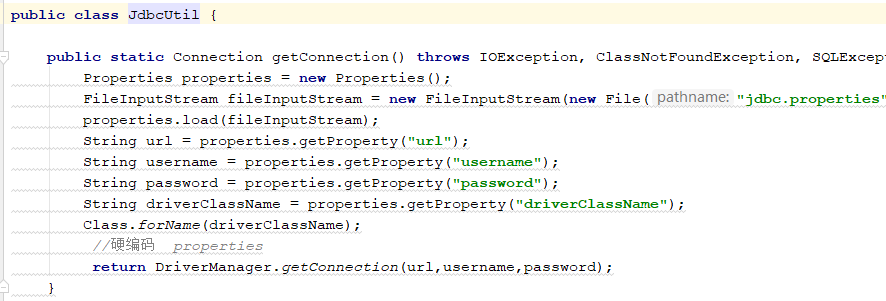 public class JdbcUtil {
public static Connection getConnection() throws IOException, ClassNotFoundException, SQLExcept
Properties properties = new Properties();
FileInputStream fileInputStream = new FileInputStream(new File( pathname: "jdbc.properties"
properties.load(fileInputStream);
String url = properties.getProperty("url");
String username = properties.getProperty("username");
String password = properties.getProperty("password");
String driverClassName = properties.getProperty("driverClassName");
Class.forName(driverClassName);
//硬编码  properties
return DriverManager.getConnection(url,username,password);
}